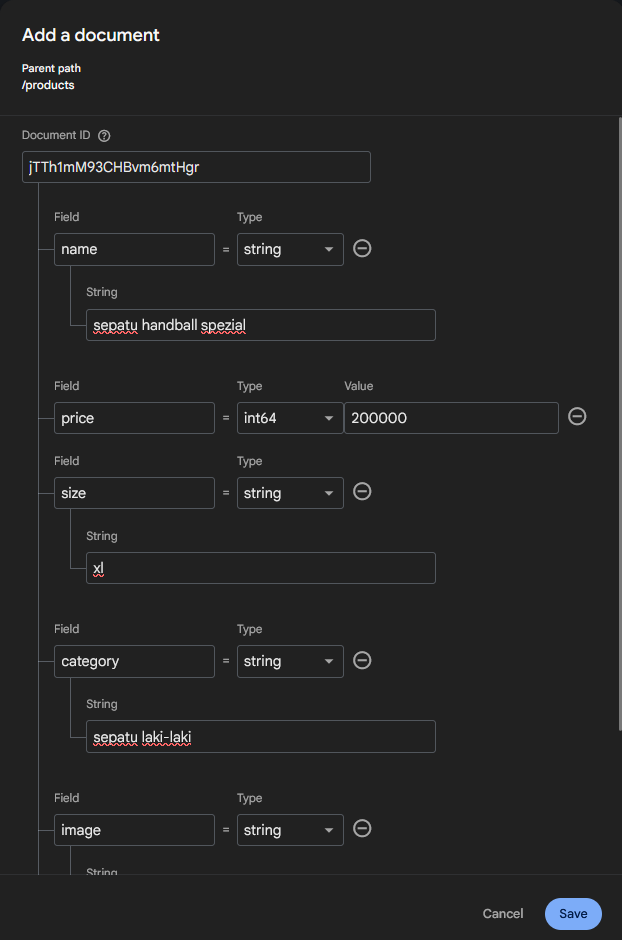 Add a document
Parent path
/products
Document ID
jTTh1mM93CHBvm6mtHgr
Field Type
name = string
String
sepatu handball spezial
Field Type Value
price = int64 200000
Field Type
size = string
String
xl
Field Type
category = string
String
sepatu laki-laki
Field Type
image = string
String
Cancel Save